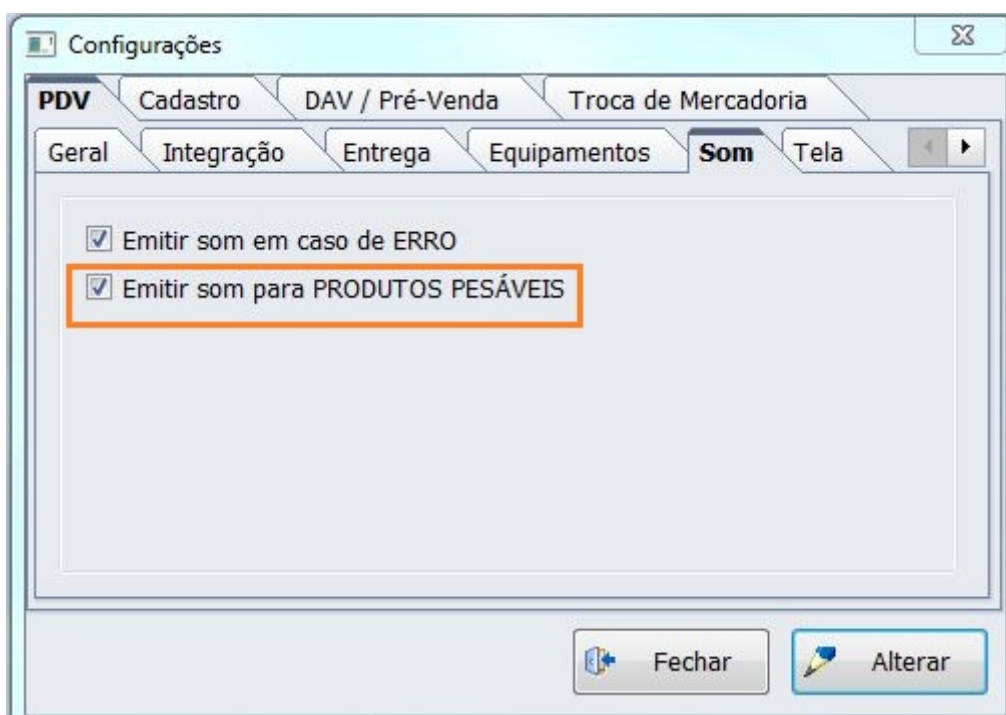 Configurações
PDV Cadastro DAV / Pré-Venda Troca de Mercadoria
Geral Integração Entrega Equipamentos Som Tela
Emitir som em caso de ERRO
Emitir som para PRODUTOS PESÁVEIS
Fechar Alterar